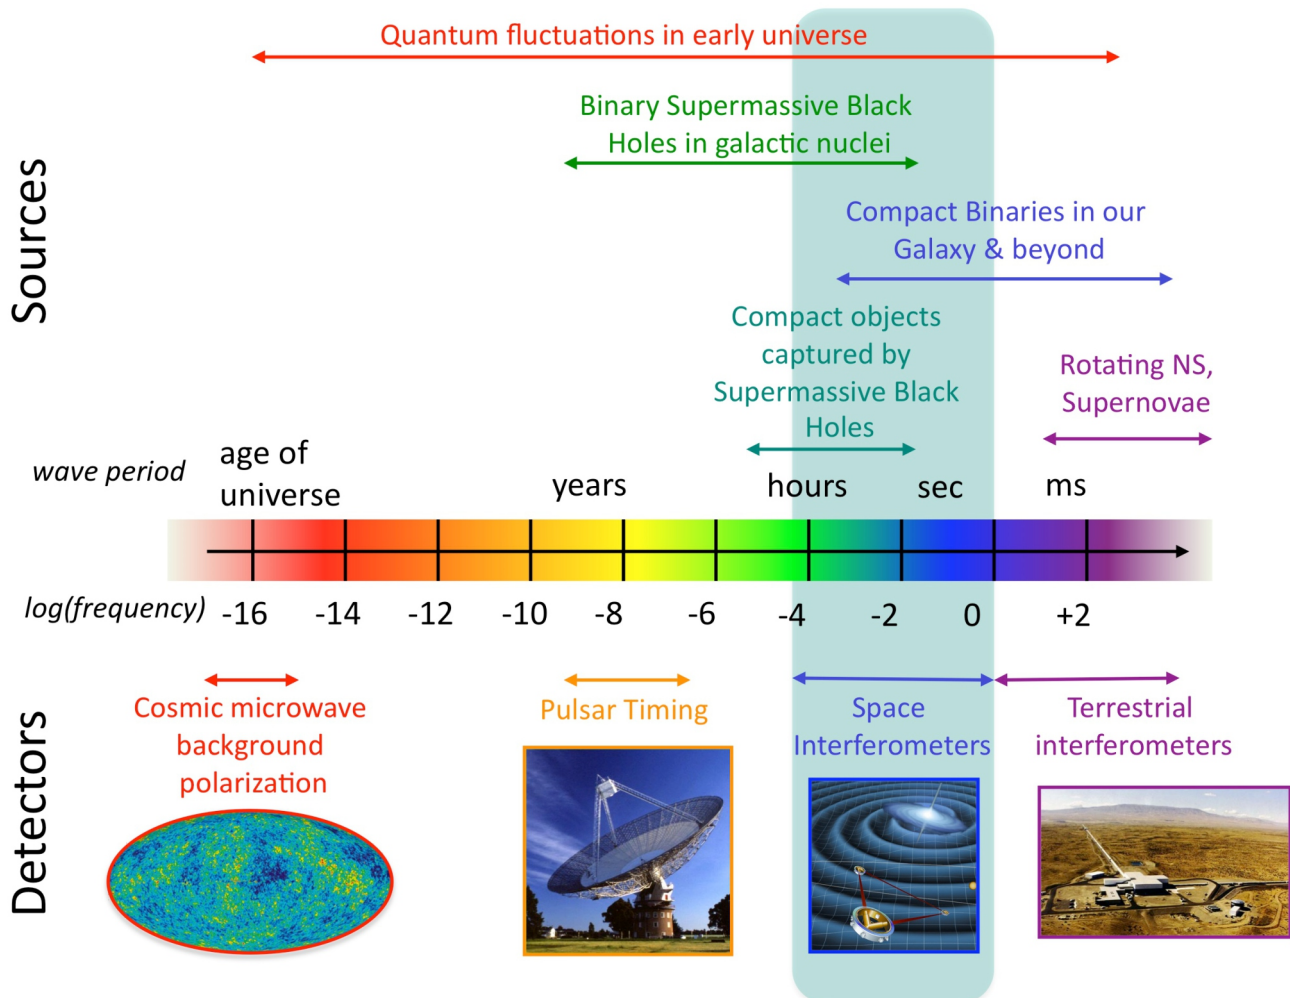 Quantum fluctuations in early universe
Binary Supermassive Black
Holes in galactic nuclei
Compact Binaries in our
Galaxy & beyond
Compact objects
captured by
Supermassive Black
Holes
Rotating NS,
Supernovae
Sources
wave period
age of
universe
years
hours
sec
ms
log(frequency)
-16
-14
-12
-10
-8
-6
-4
-2
0
+2
Detectors
Cosmic microwave
background
polarization
Pulsar Timing
Space
Interferometers
Terrestrial
interferometers